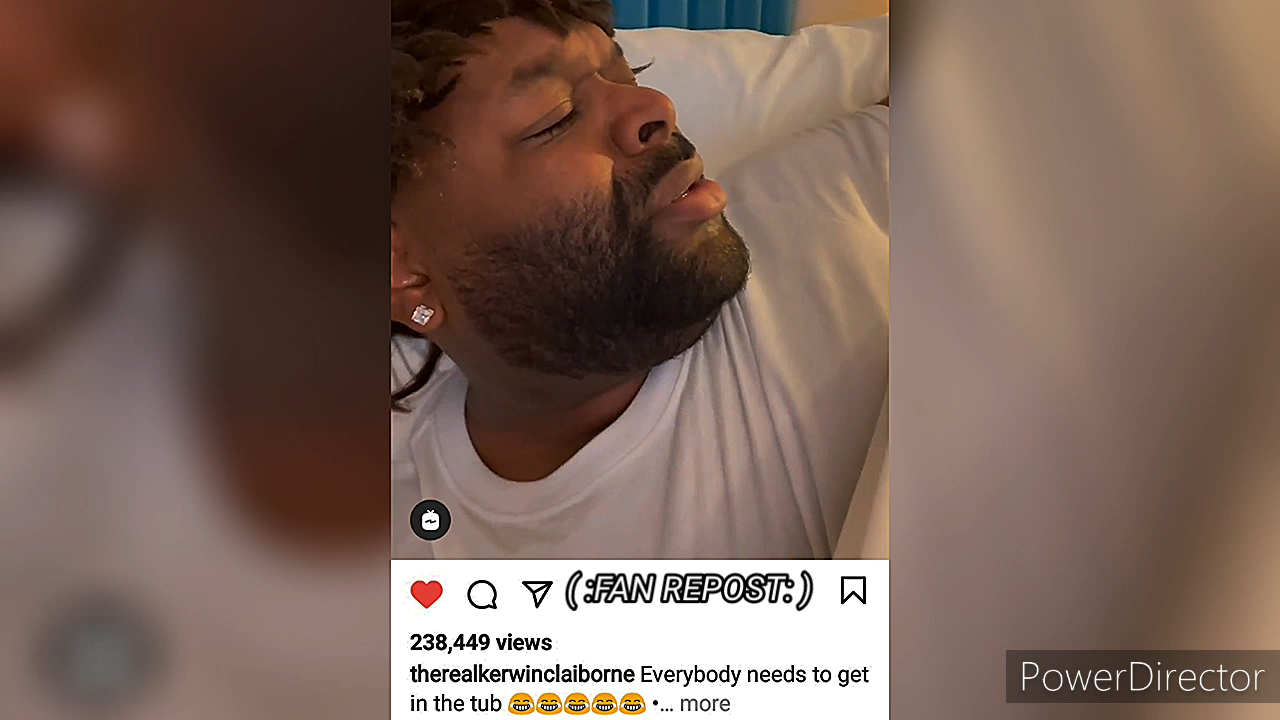 (:FAN REPOST:)
238,449 views
therealkerwinclaiborne Everybody needs to get
in the tub 😂😂😂😂😂 •... more
PowerDirector